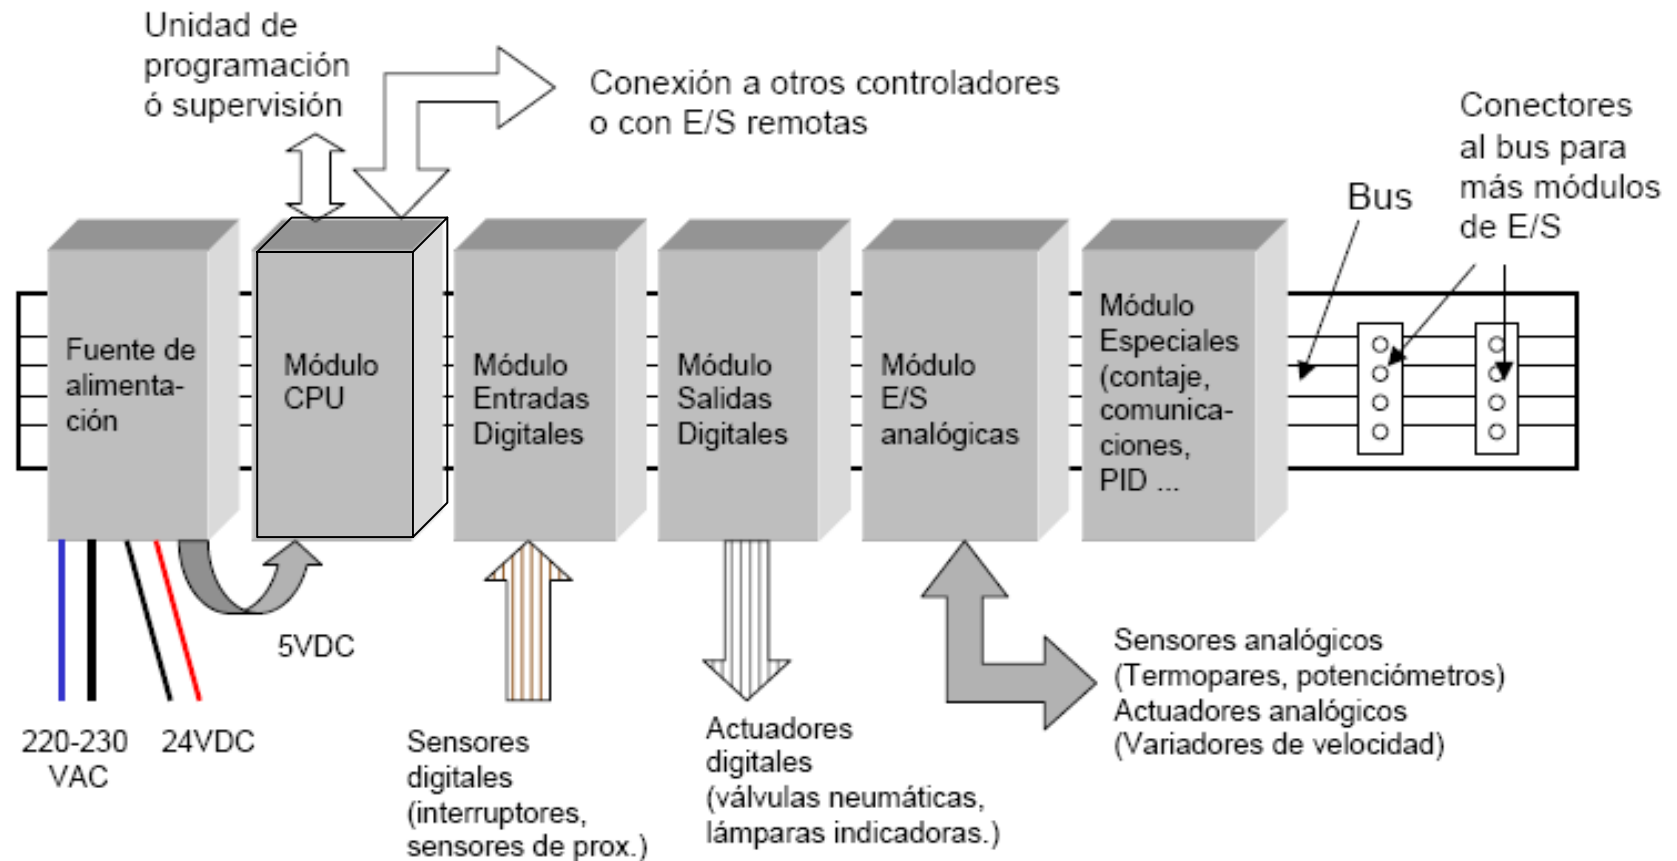 Unidad de
programación
ó supervisión
Conexión a otros controladores
o con E/S remotas
Conectores
al bus para
más módulos
de E/S
Bus
Fuente de
alimenta-
ción
Módulo
CPU
Módulo
Entradas
Digitales
Módulo
Salidas
Digitales
Módulo
E/S
analógicas
Módulo
Especiales
(contaje,
comunica-
ciones,
PID ...
5VDC
220-230
VAC
24VDC
Sensores
digitales
(interruptores,
sensores de prox.)
Actuadores
digitales
(válvulas neumáticas,
lámparas indicadoras.)
Sensores analógicos
(Termopares, potenciómetros)
Actuadores analógicos
(Variadores de velocidad)